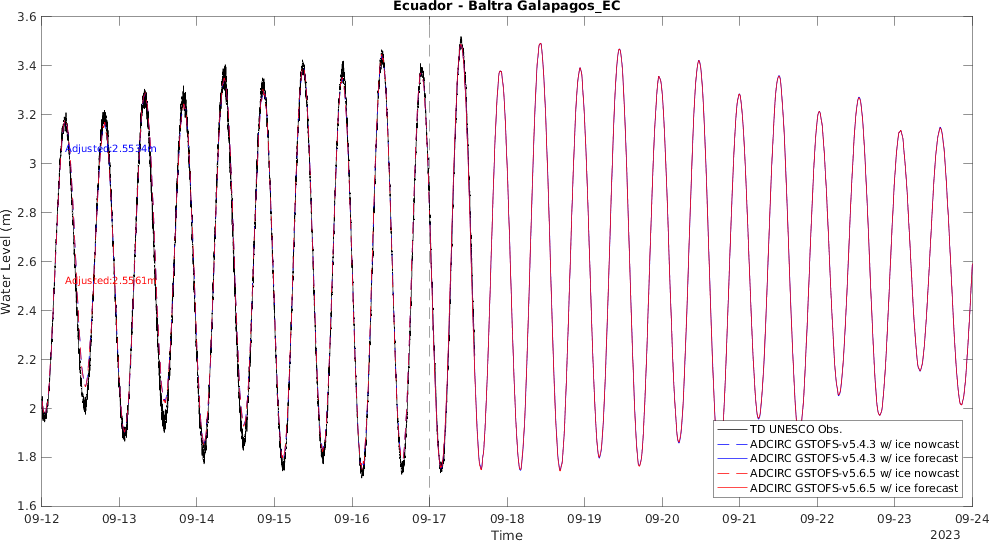 Ecuador - Baltra Galapagos_EC
3.6
3.4
3.2
3
2.8
2.6
2.4
2.2
2
1.8
1.6
Water Level (m)
Adjusted:2.5534m
Adjusted:2.5561m
TD UNESCO Obs.
ADCIRC GSTOFS-v5.4.3 w/ ice nowcast
ADCIRC GSTOFS-v5.4.3 w/ ice forecast
ADCIRC GSTOFS-v5.6.5 w/ ice nowcast
ADCIRC GSTOFS-v5.6.5 w/ ice forecast
09-12 09-13 09-14 09-15 09-16 09-17 09-18 09-19 09-20 09-21 09-22 09-23 09-24
Time
2023